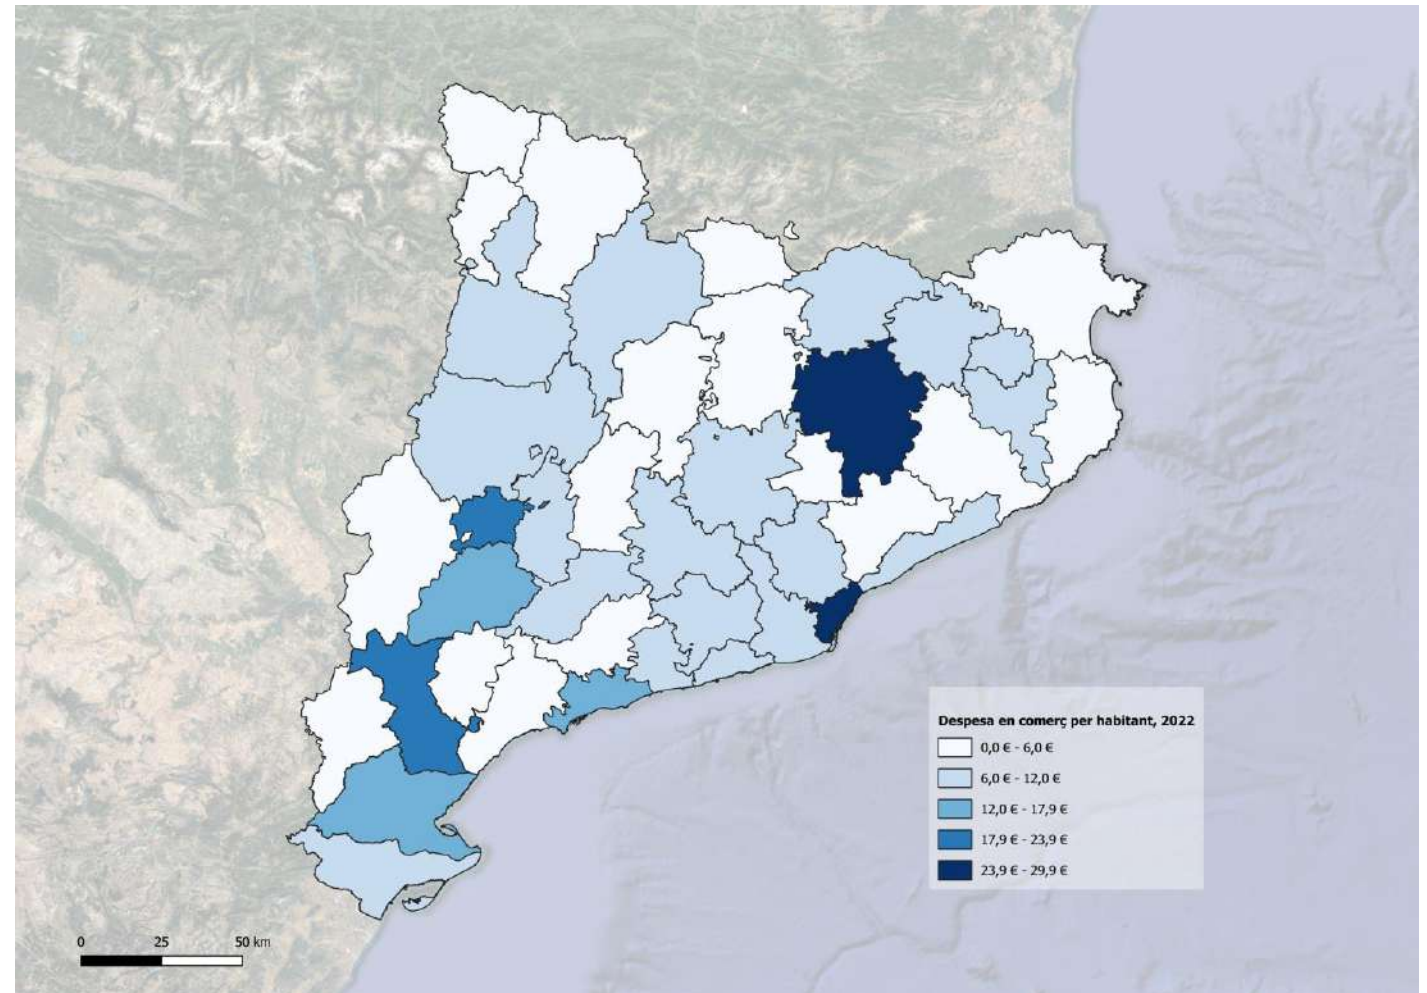 Despesa en comerç per habitant, 2022
0,0 € - 6,0 €
6,0 € - 12,0 €
12,0 € - 17,9 €
17,9 € - 23,9 €
23,9 € - 29,9 €
0 25 50 km